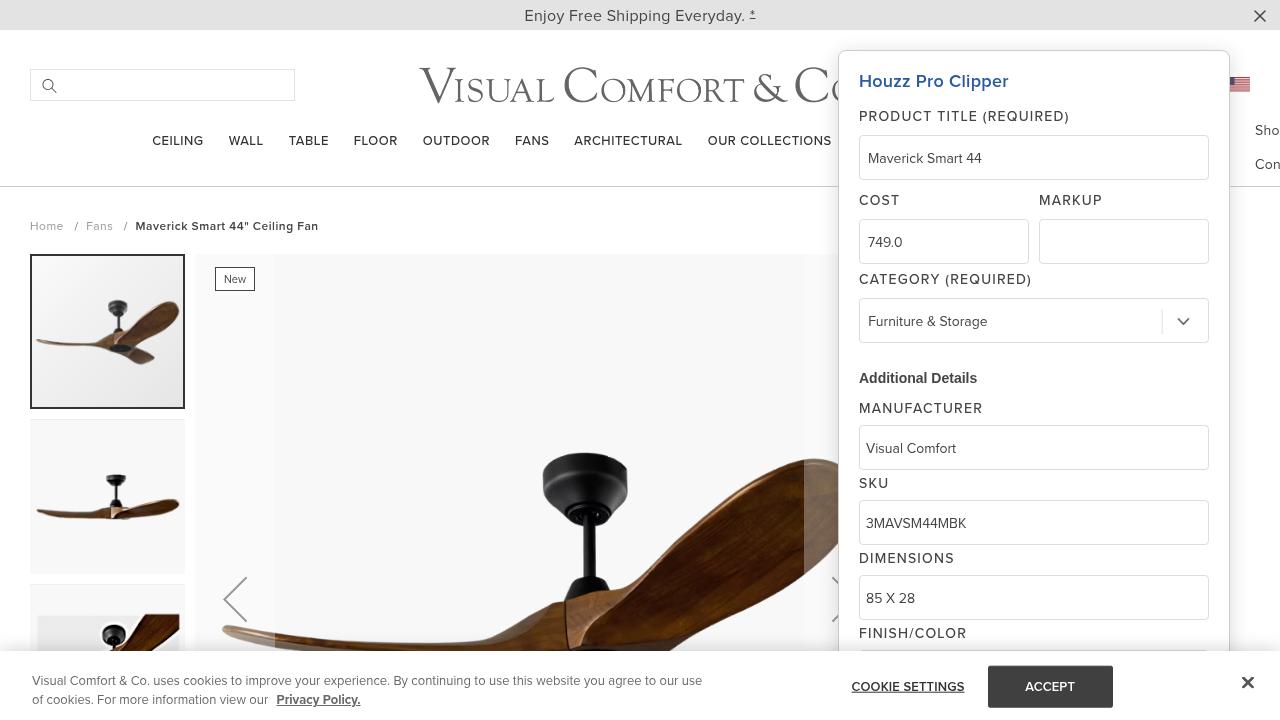 Enjoy Free Shipping Everyday. *
VISUAL COMFORT & CO
CEILING WALL TABLE FLOOR OUTDOOR FANS ARCHITECTURAL OUR COLLECTIONS
Sho
Con
Home / Fans / Maverick Smart 44" Ceiling Fan
New
Houzz Pro Clipper
PRODUCT TITLE (REQUIRED)
Maverick Smart 44
COST MARKUP
749.0
CATEGORY (REQUIRED)
Furniture & Storage
Additional Details
MANUFACTURER
Visual Comfort
SKU
3MAVSM44MBK
DIMENSIONS
85 X 28
FINISH/COLOR
Visual Comfort & Co. uses cookies to improve your experience. By continuing to use this website you agree to our use
of cookies. For more information view our Privacy Policy.
COOKIE SETTINGS
ACCEPT